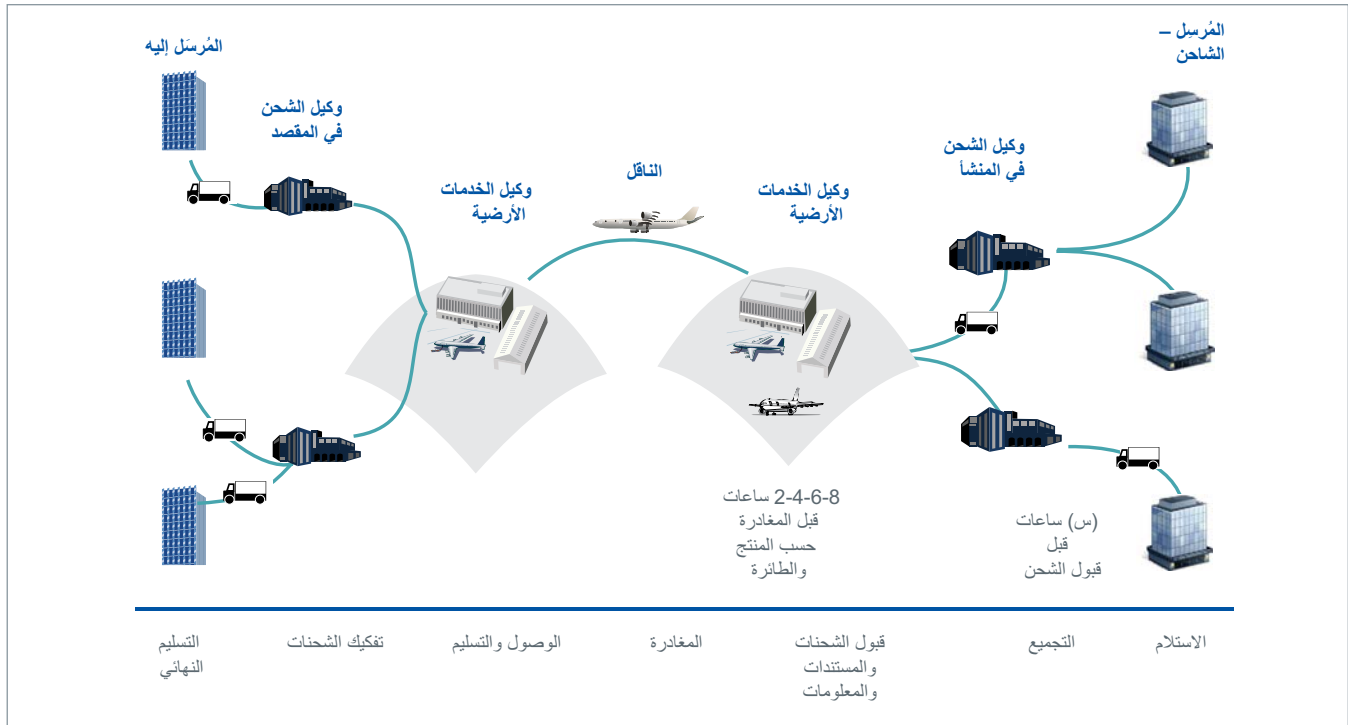 المُرسِل –
الشاحن
المُرسَل إليه
وكيل الشحن
في المنشأ
وكيل الشحن
في المقصد
الناقل
وكيل الخدمات
الأرضية
وكيل الخدمات
الأرضية
(س) ساعات
قبل
قبول الشحن
2-4-6-8 ساعات
قبل المغادرة
حسب المنتج
والطائرة
الاستلام
التجميع
قبول الشحنات
والمستندات
والمعلومات
المغادرة
الوصول والتسليم
تفكيك الشحنات
التسليم
النهائي